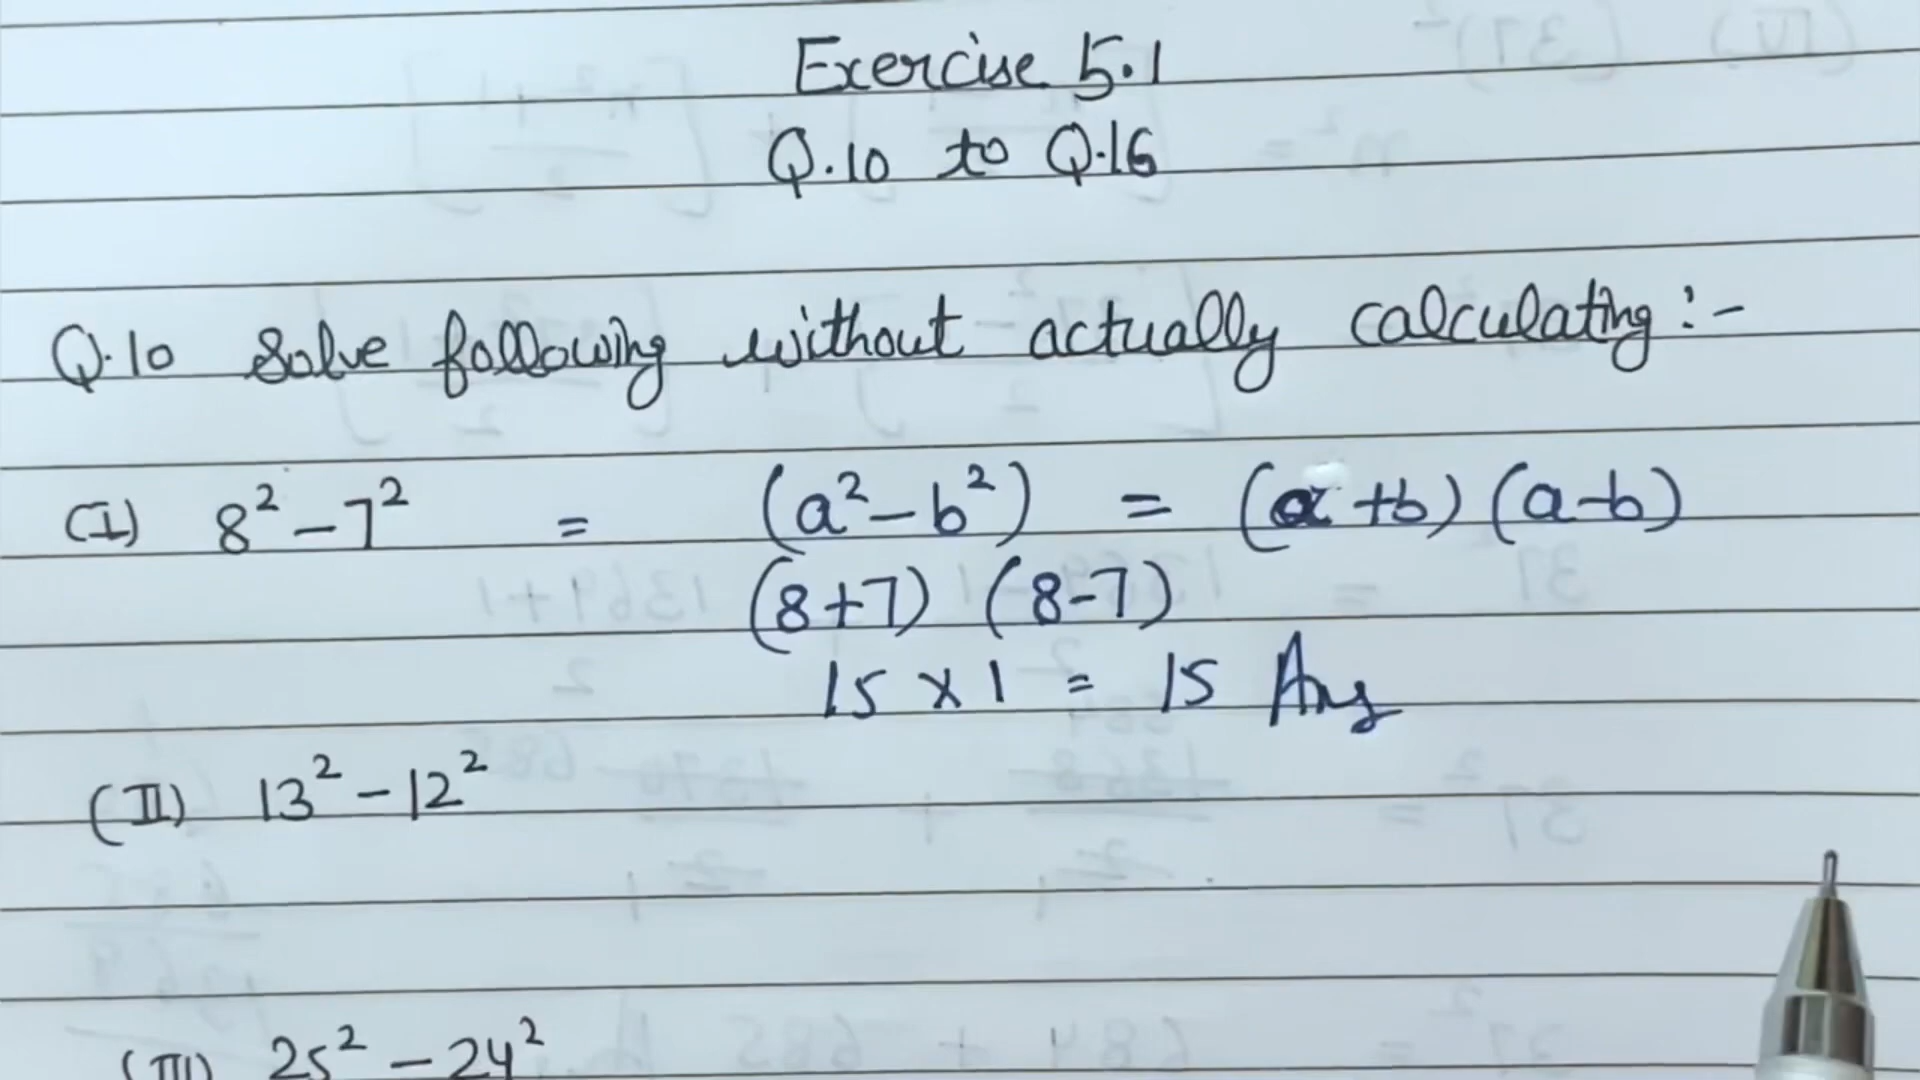 Exercise 5.1
Q.10 to Q.16
Q.10 Solve following without actually calculating :-
(I) 8² - 7² = (a² - b²) = (a + b) (a - b)
(8+7) (8-7)
15 x 1 = 15 Ans
(II) 13² - 12²
(III) 25² - 24²